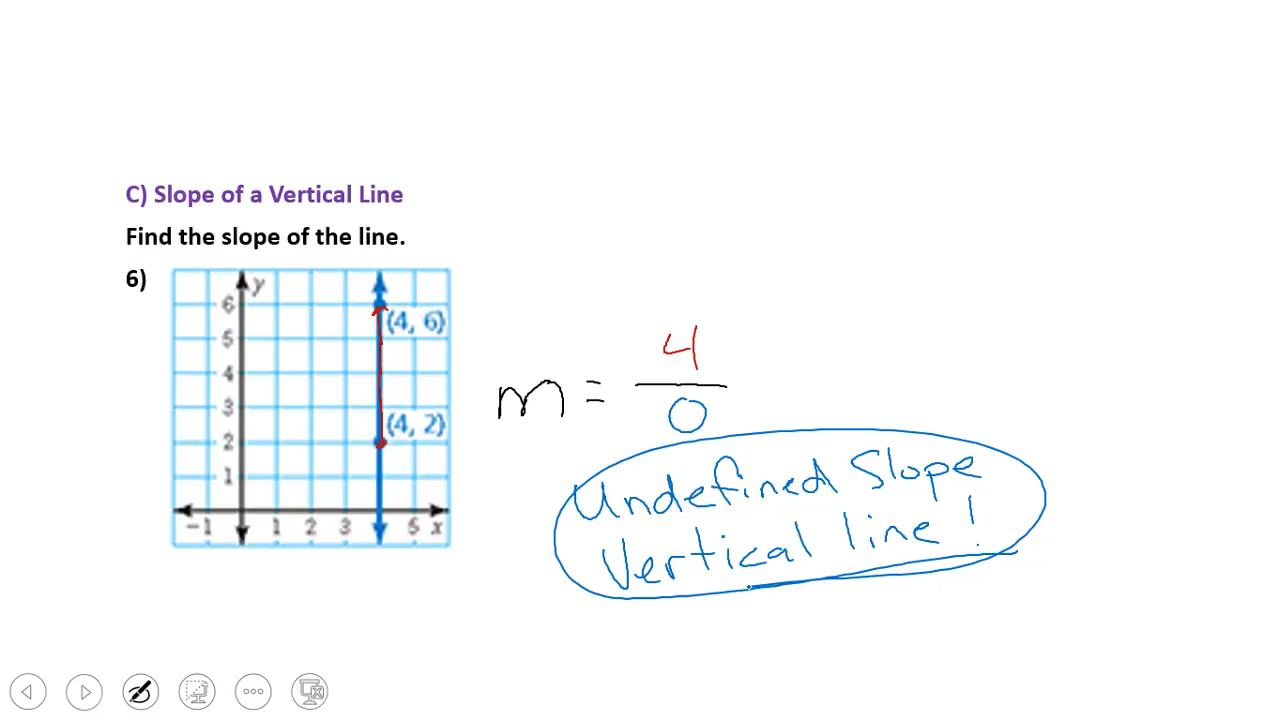 C) Slope of a Vertical Line
Find the slope of the line.
6)
y
6
(4, 6)
5
4
3
(4, 2)
2
1
-1 1 2 3 5 x
m = 4/0
Undefined Slope
Vertical line!